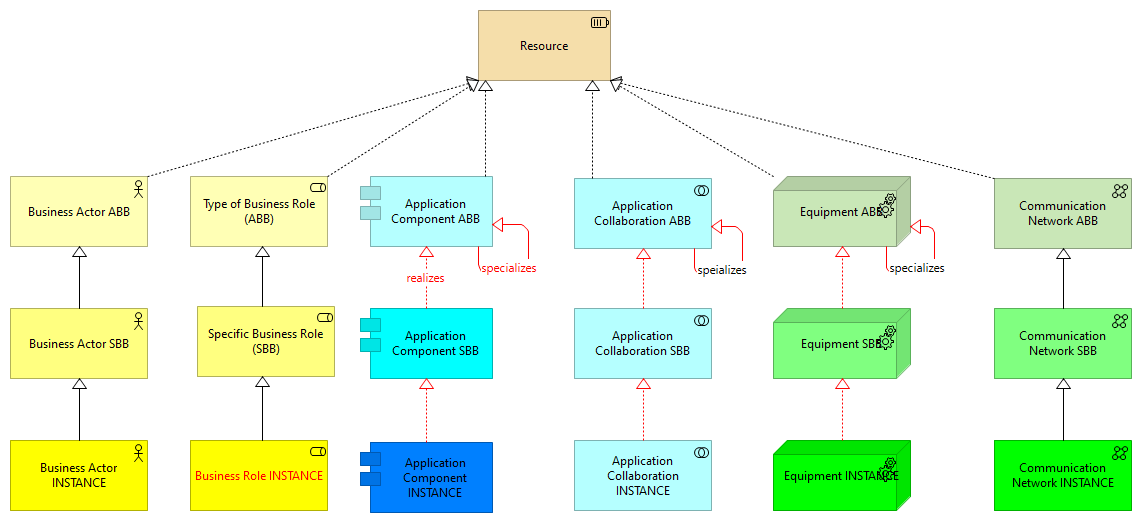 Resource
Business Actor ABB
Type of Business Role
(ABB)
Application
Component ABB
Application
Collaboration ABB
Equipment ABB
Communication
Network ABB
realizes
specializes
speializes
specializes
Business Actor SBB
Specific Business Role
(SBB)
Application
Component SBB
Application
Collaboration SBB
Equipment SBB
Communication
Network SBB
Business Actor
INSTANCE
Business Role INSTANCE
Application
Component
INSTANCE
Application
Collaboration
INSTANCE
Equipment INSTANCE
Communication
Network INSTANCE